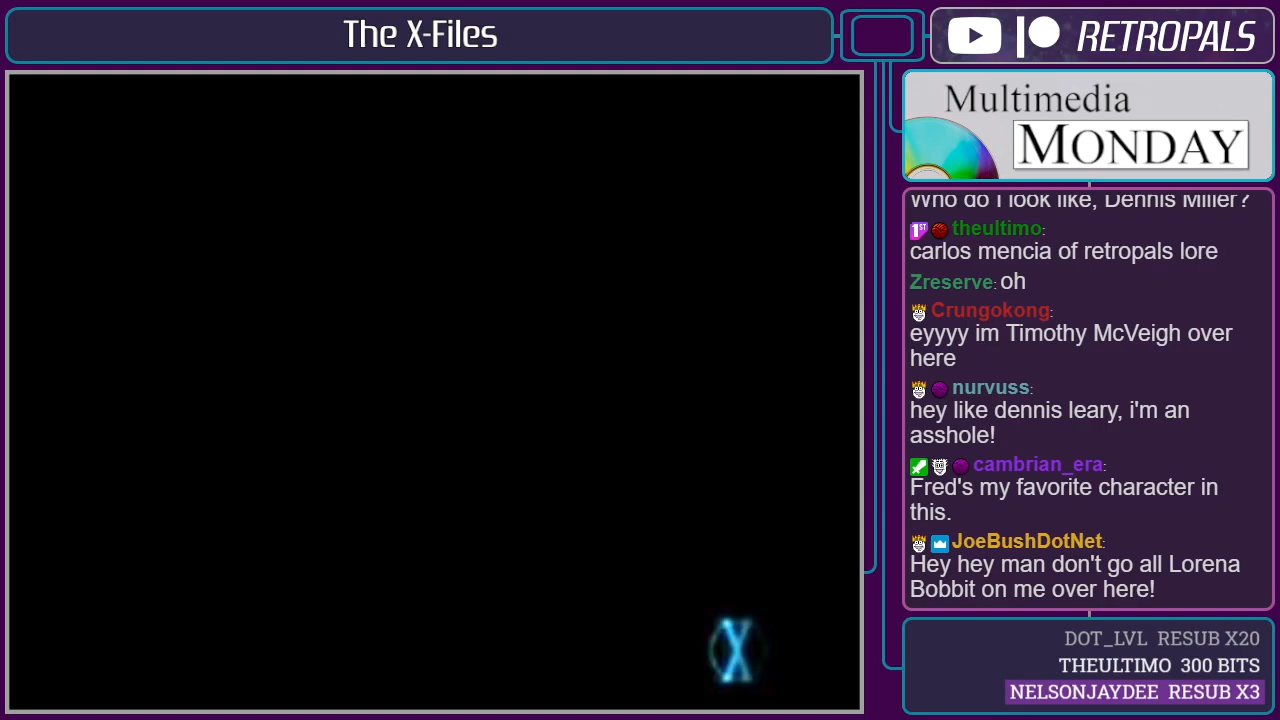 The X-Files
RETROPALS
Multimedia
MONDAY
Who do I look like, Dennis Miller?
1ST theultimo:
carlos mencia of retropals lore
Zreserve: oh
Crungokong:
eyyyy im Timothy McVeigh over
here
nurvuss:
hey like dennis leary, i'm an
asshole!
cambrian_era:
Fred's my favorite character in
this.
JoeBushDotNet:
Hey hey man don't go all Lorena
Bobbit on me over here!
X
DOT_LVL RESUB X20
THEULTIMO 300 BITS
NELSONJAYDEE RESUB X3